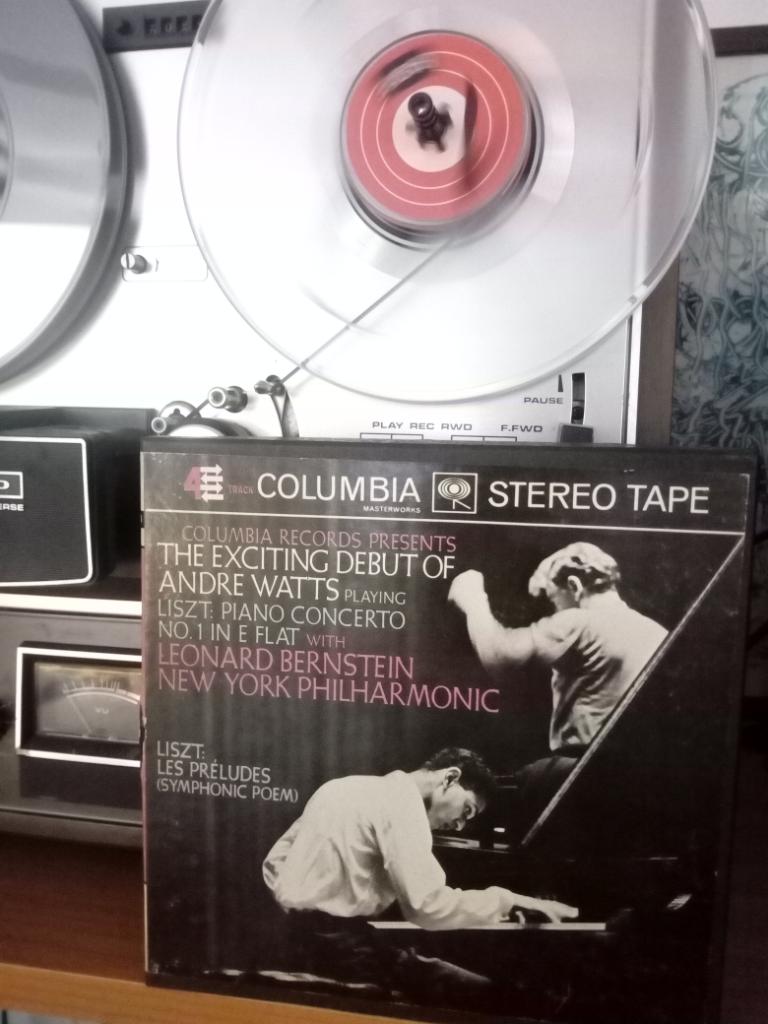 PAUSE
PLAY REC RWD F.FWD
4 TRACK COLUMBIA STEREO TAPE
MASTERWORKS
COLUMBIA RECORDS PRESENTS
THE EXCITING DEBUT OF
ANDRE WATTS PLAYING
LISZT: PIANO CONCERTO
NO. 1 IN E FLAT WITH
LEONARD BERNSTEIN
NEW YORK PHILHARMONIC
LISZT:
LES PRÉLUDES
(SYMPHONIC POEM)
VU